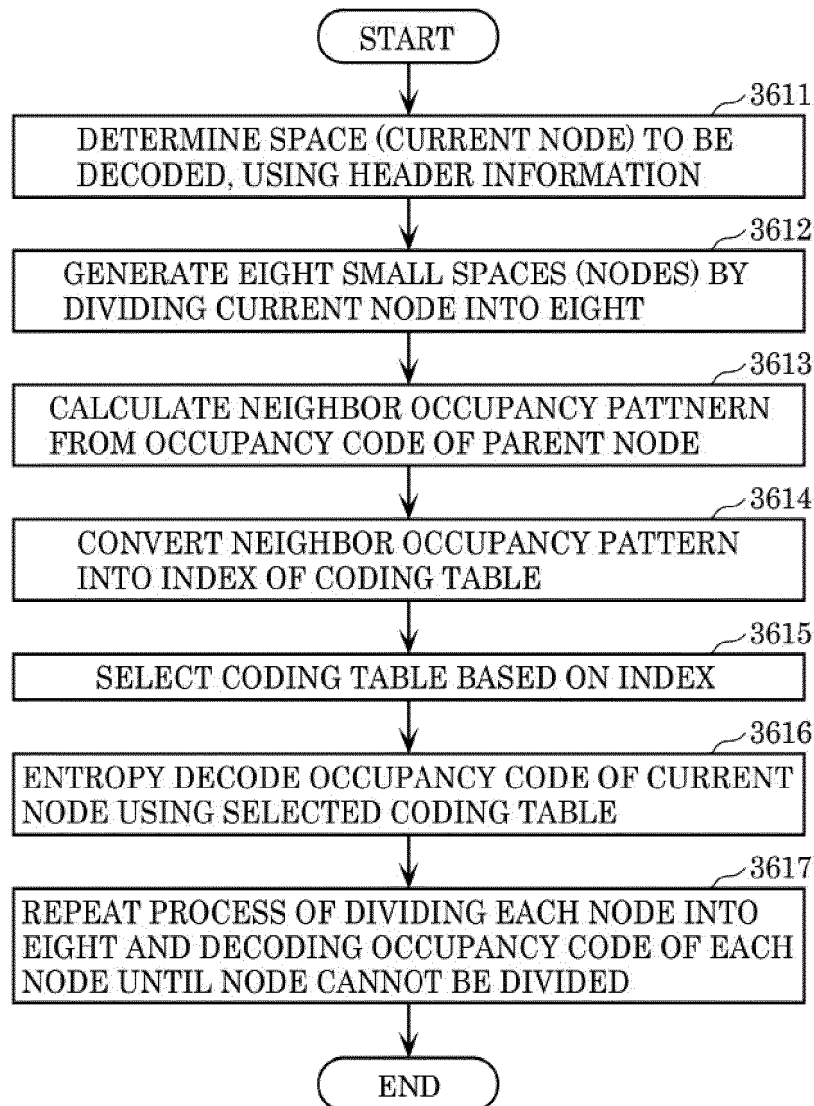 START
3611
DETERMINE SPACE (CURRENT NODE) TO BE
DECODED, USING HEADER INFORMATION
3612
GENERATE EIGHT SMALL SPACES (NODES) BY
DIVIDING CURRENT NODE INTO EIGHT
3613
CALCULATE NEIGHBOR OCCUPANCY PATTNERN
FROM OCCUPANCY CODE OF PARENT NODE
3614
CONVERT NEIGHBOR OCCUPANCY PATTERN
INTO INDEX OF CODING TABLE
3615
SELECT CODING TABLE BASED ON INDEX
3616
ENTROPY DECODE OCCUPANCY CODE OF CURRENT
NODE USING SELECTED CODING TABLE
3617
REPEAT PROCESS OF DIVIDING EACH NODE INTO
EIGHT AND DECODING OCCUPANCY CODE OF EACH
NODE UNTIL NODE CANNOT BE DIVIDED
END